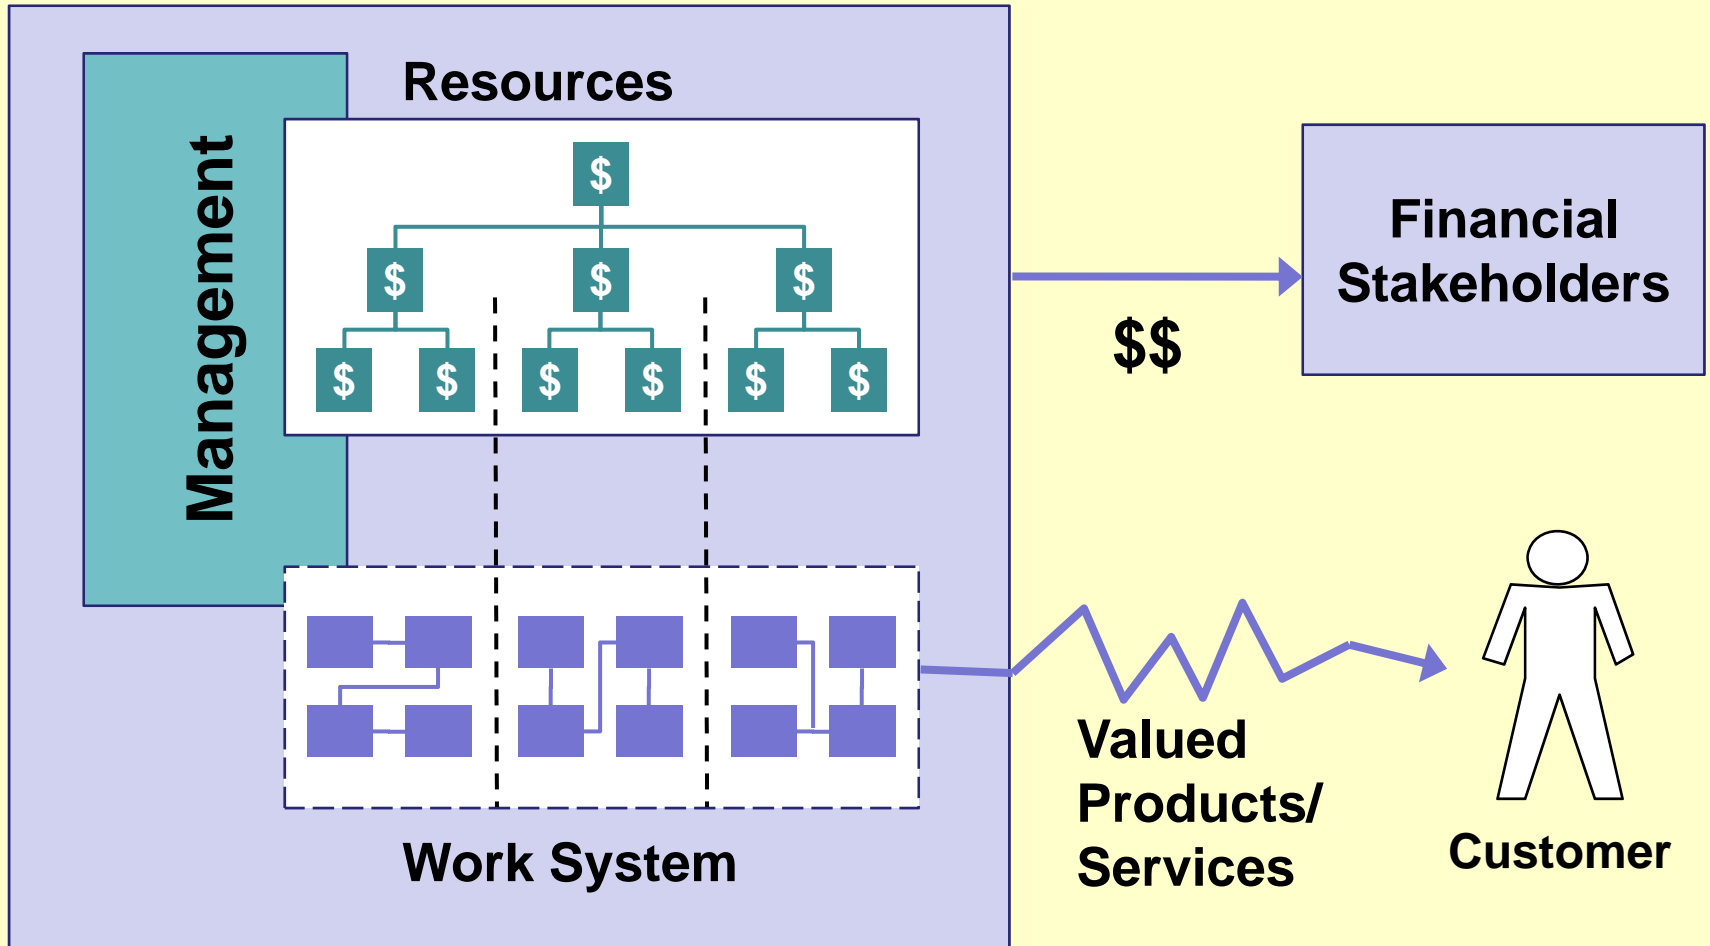 Resources
Management
$
$ $ $
$ $ $ $ $ $
Financial
Stakeholders
$$
Valued
Products/
Services
Customer
Work System